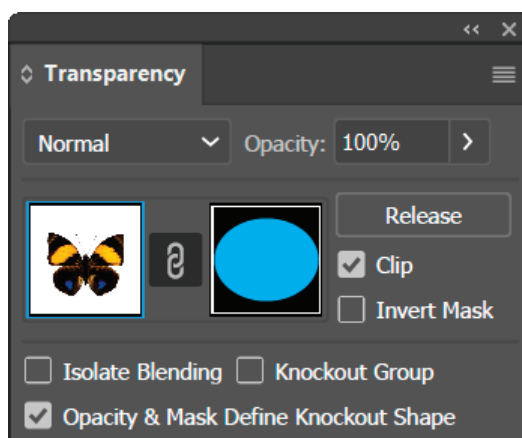 Transparency
Normal Opacity: 100%
Release
Clip
Invert Mask
Isolate Blending Knockout Group
Opacity & Mask Define Knockout Shape